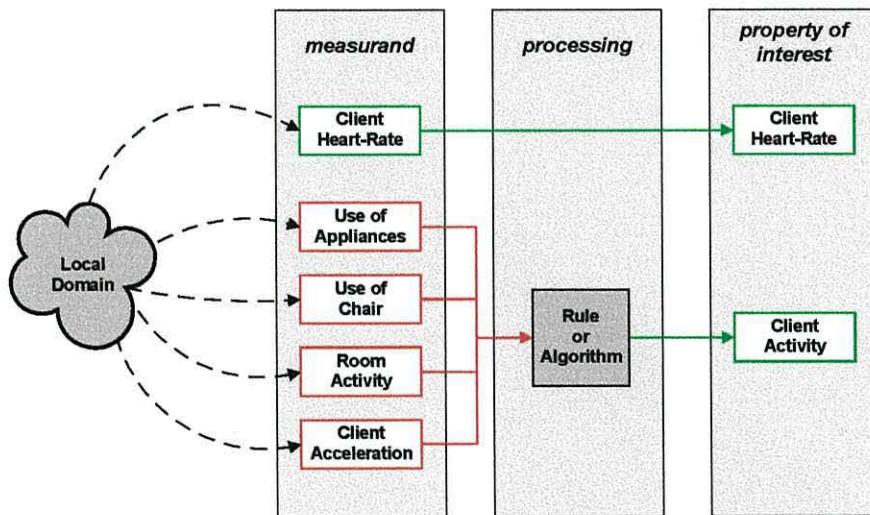 measurand
processing
property of
interest
Client
Heart-Rate
Client
Heart-Rate
Use of
Appliances
Local
Domain
Use of
Chair
Rule
or
Algorithm
Client
Activity
Room
Activity
Client
Acceleration